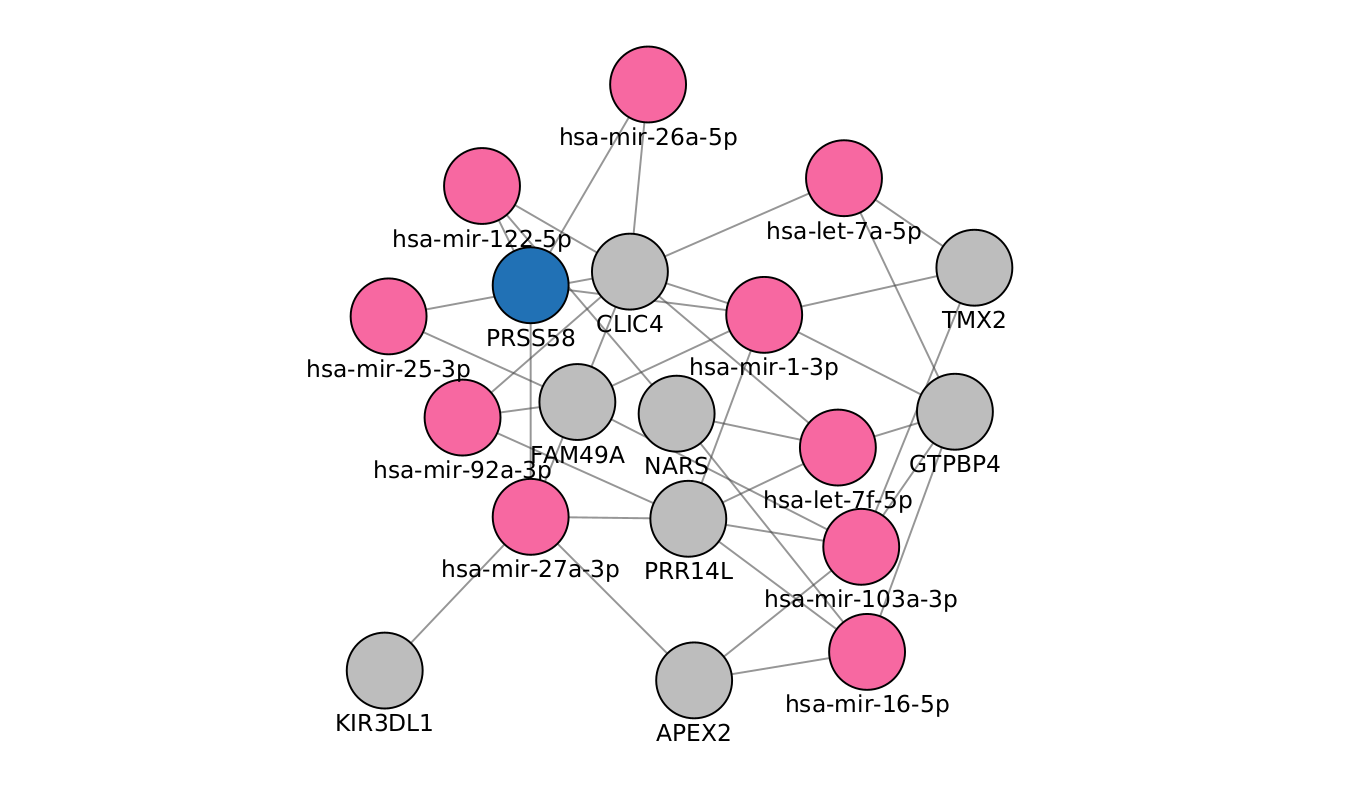 hsa-mir-26a-5p
hsa-let-7a-5p
hsa-mir-122-5p
TMX2
CLIC4
PRSS58
hsa-mir-25-3p
hsa-mir-1-3p
FAM49A
NARS
GTPBP4
hsa-mir-92a-3p
hsa-let-7f-5p
hsa-mir-27a-3p
PRR14L
hsa-mir-103a-3p
hsa-mir-16-5p
KIR3DL1
APEX2